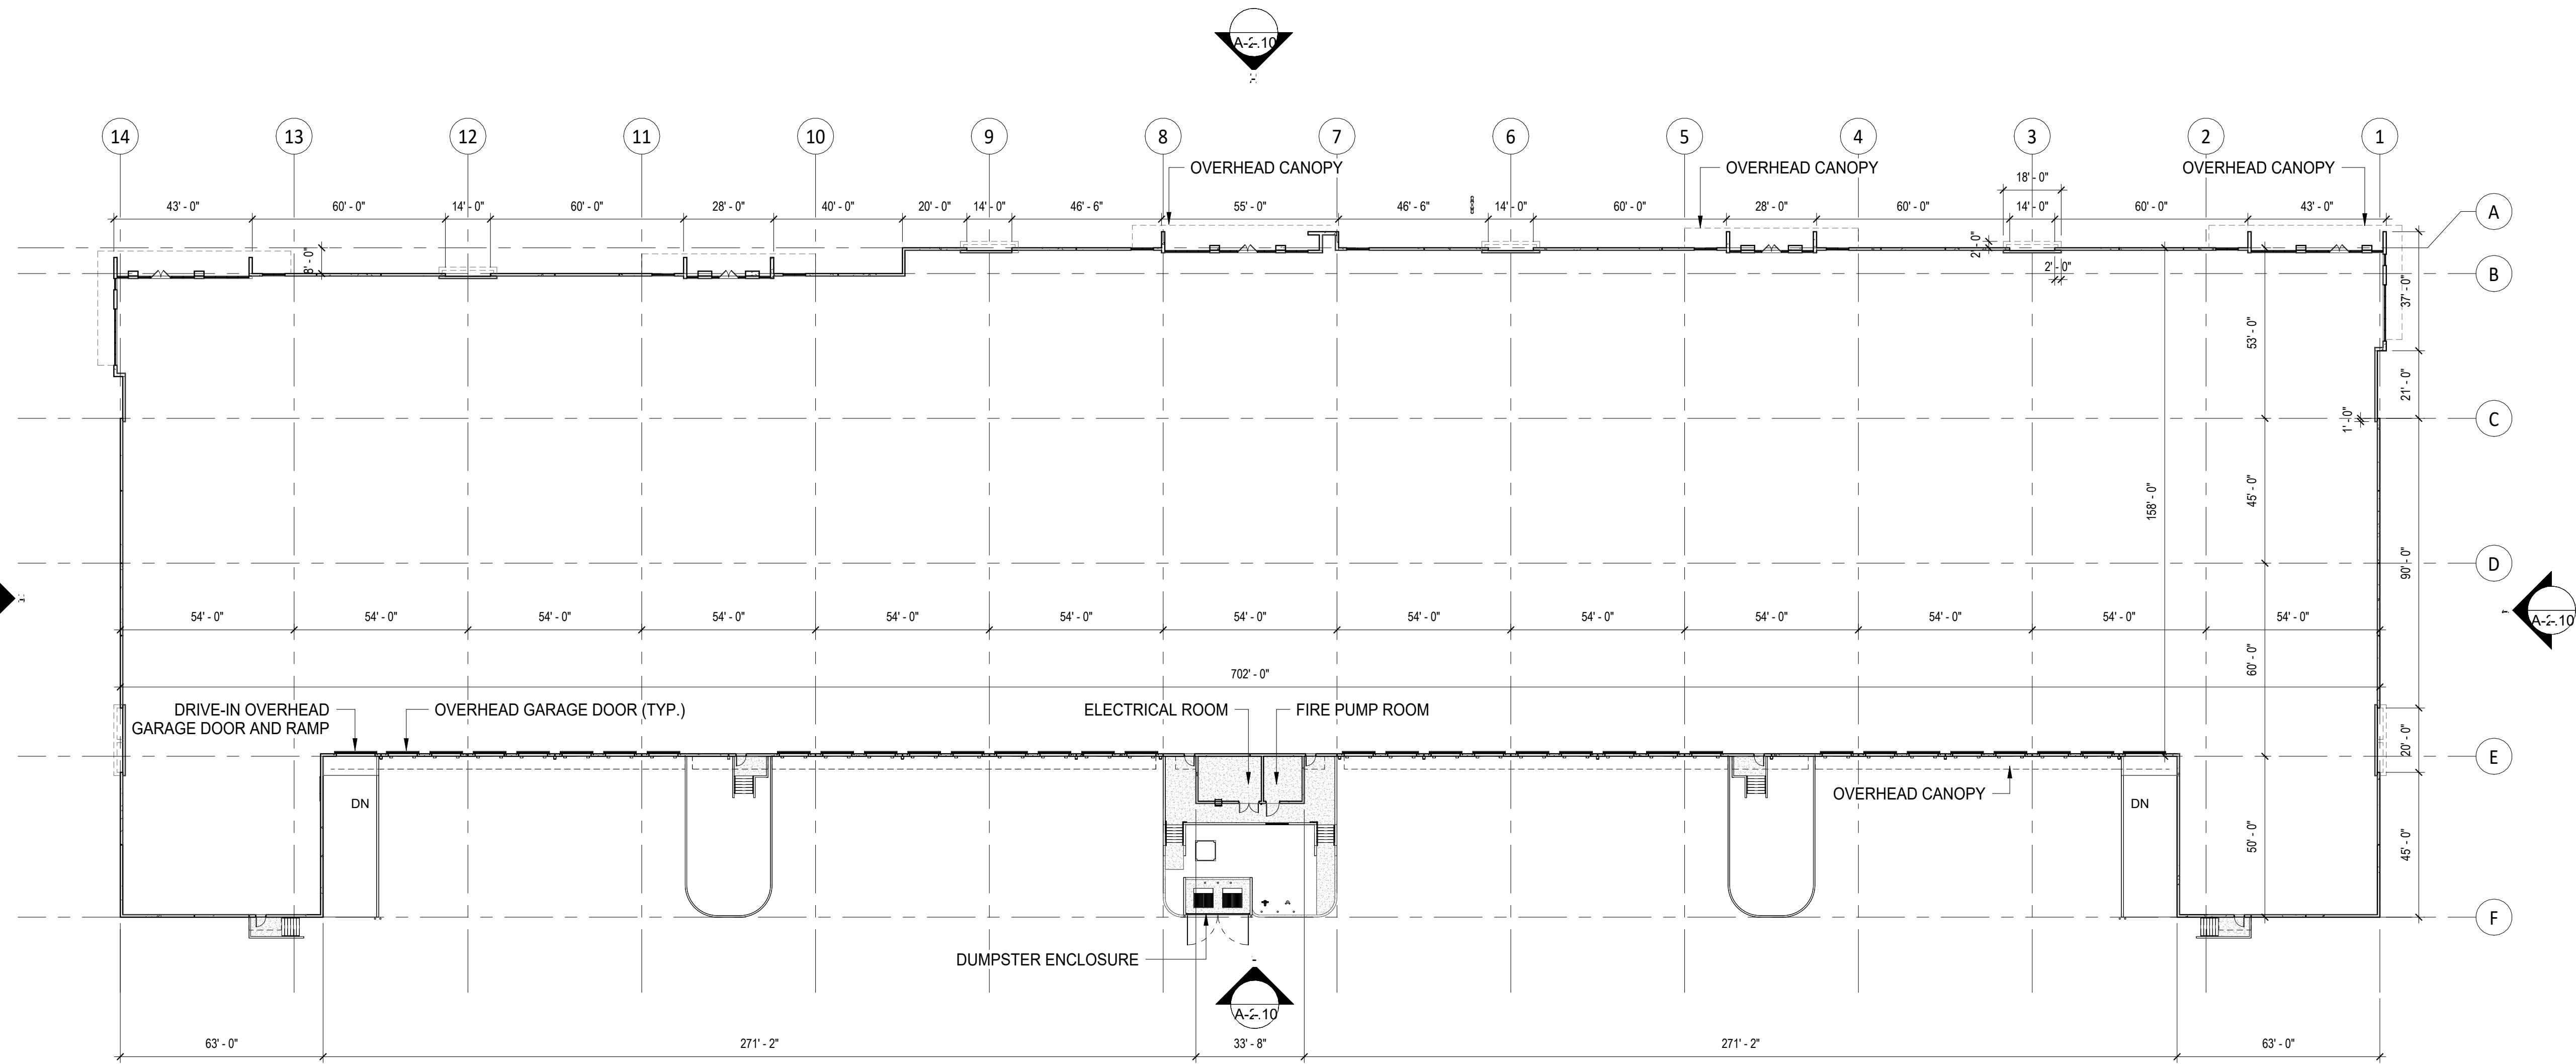 A-2.10
14
13
12
11
10
9
8
7
6
5
4
3
2
1
OVERHEAD CANOPY
OVERHEAD CANOPY
OVERHEAD CANOPY
18' - 0"
43' - 0"
60' - 0"
14' - 0"
60' - 0"
28' - 0"
40' - 0"
20' - 0"
14' - 0"
46' - 6"
55' - 0"
46' - 6"
14' - 0"
60' - 0"
28' - 0"
60' - 0"
14' - 0"
60' - 0"
43' - 0"
A
8' - 0"
2' - 0"
2' - 0"
B
37' - 0"
53' - 0"
21' - 0"
1' - 0"
C
158' - 0"
45' - 0"
90' - 0"
D
A-2.10
54' - 0"
54' - 0"
54' - 0"
54' - 0"
54' - 0"
54' - 0"
54' - 0"
54' - 0"
54' - 0"
54' - 0"
54' - 0"
54' - 0"
54' - 0"
60' - 0"
702' - 0"
DRIVE-IN OVERHEAD
GARAGE DOOR AND RAMP
OVERHEAD GARAGE DOOR (TYP.)
ELECTRICAL ROOM
FIRE PUMP ROOM
20' - 0"
E
OVERHEAD CANOPY
DN
DN
50' - 0"
45' - 0"
F
DUMPSTER ENCLOSURE
A-2.10
63' - 0"
271' - 2"
33' - 8"
271' - 2"
63' - 0"